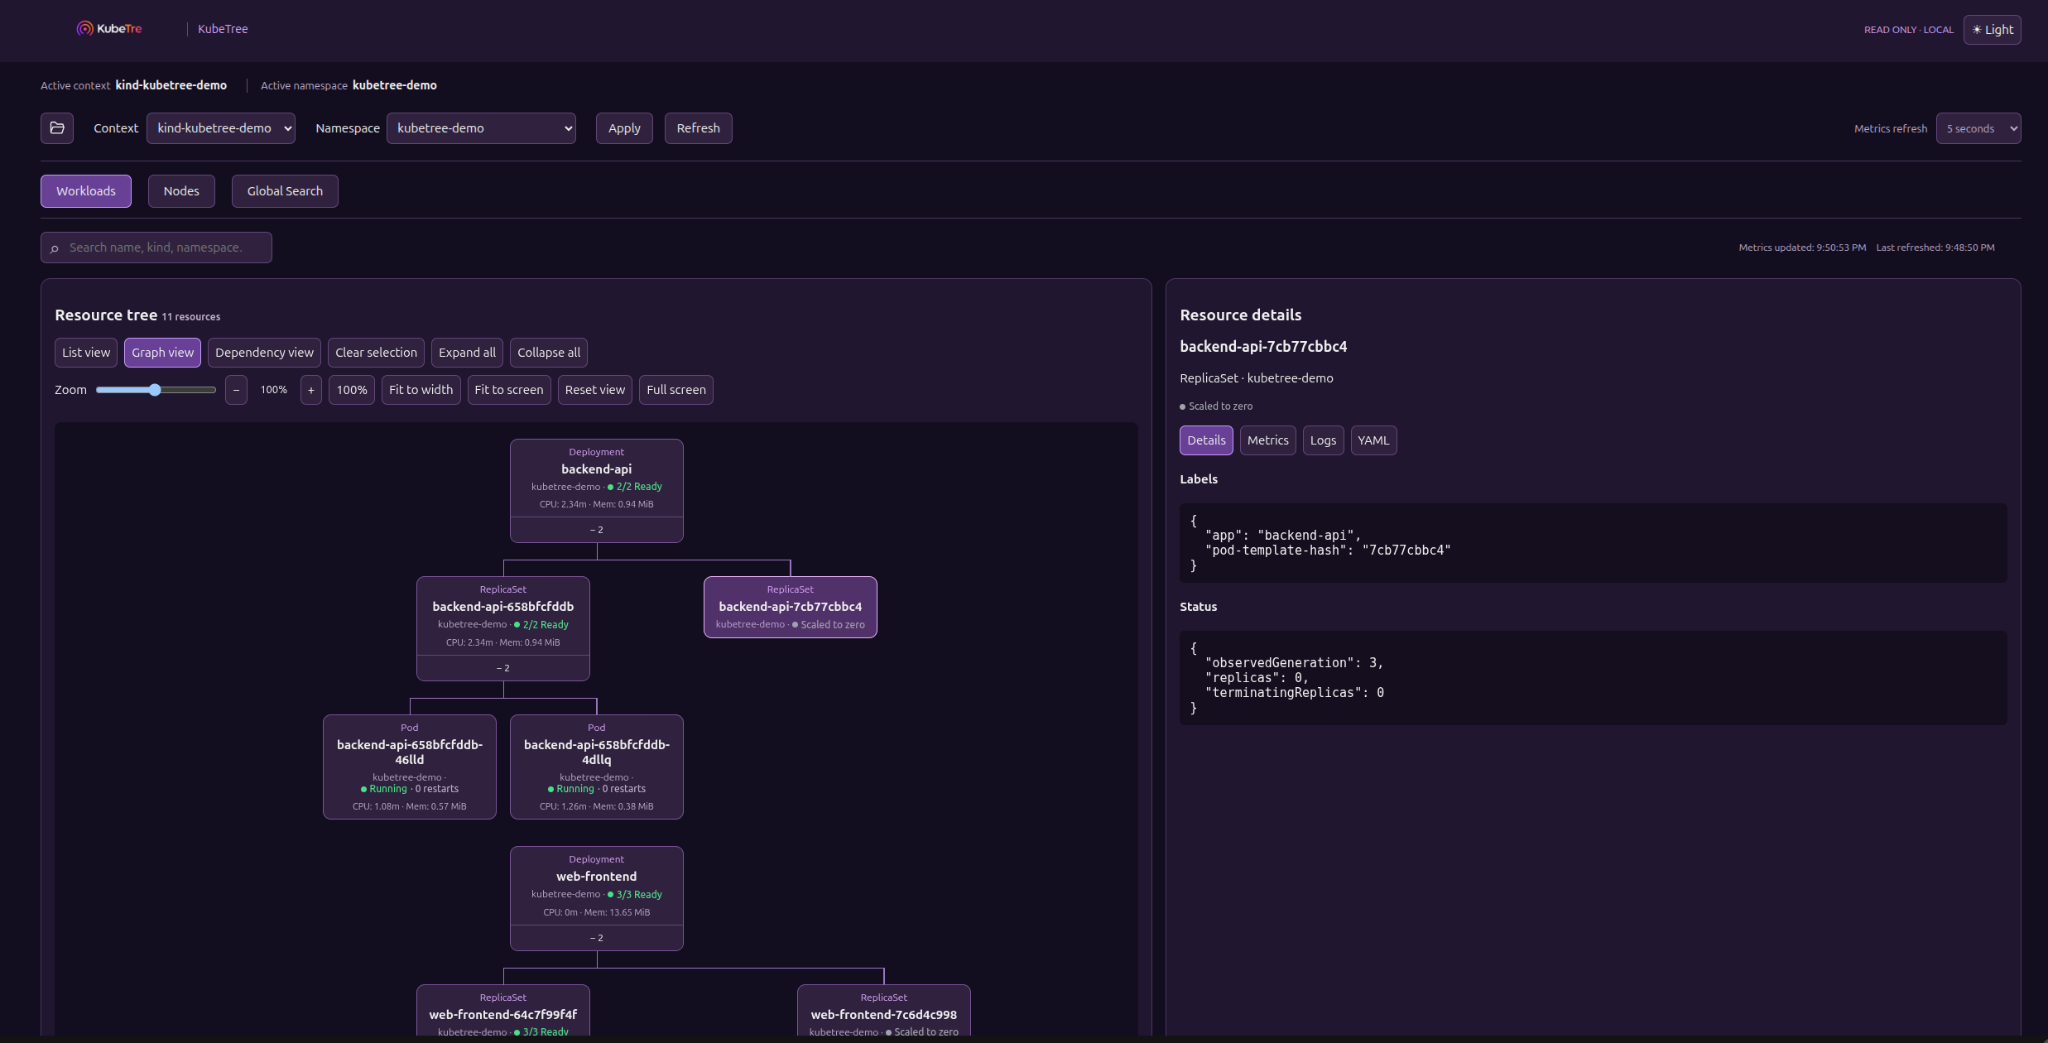 KubeTre
KubeTree
READ ONLY · LOCAL
☀ Light
Active context kind-kubetree-demo
Active namespace kubetree-demo
Context
kind-kubetree-demo
Namespace
kubetree-demo
Apply
Refresh
Metrics refresh
5 seconds
Workloads
Nodes
Global Search
Search name, kind, namespace.
Metrics updated: 9:50:53 PM
Last refreshed: 9:48:50 PM
Resource tree 11 resources
List view
Graph view
Dependency view
Clear selection
Expand all
Collapse all
Zoom
−
100%
+
100%
Fit to width
Fit to screen
Reset view
Full screen
Deployment
backend-api
kubetree-demo · ● 2/2 Ready
CPU: 2.34m · Mem: 0.94 MiB
− 2
ReplicaSet
backend-api-658bfcfddb
kubetree-demo · ● 2/2 Ready
CPU: 2.34m · Mem: 0.94 MiB
− 2
ReplicaSet
backend-api-7cb77cbbc4
kubetree-demo · ● Scaled to zero
Pod
backend-api-658bfcfddb-
46lld
kubetree-demo ·
● Running · 0 restarts
CPU: 1.08m · Mem: 0.57 MiB
Pod
backend-api-658bfcfddb-
4dllq
kubetree-demo ·
● Running · 0 restarts
CPU: 1.26m · Mem: 0.38 MiB
Deployment
web-frontend
kubetree-demo · ● 3/3 Ready
CPU: 0m · Mem: 13.65 MiB
− 2
ReplicaSet
web-frontend-64c7f99f4f
kubetree-demo · ● 3/3 Ready
ReplicaSet
web-frontend-7c6d4c998
kubetree-demo · ● Scaled to zero
Resource details
backend-api-7cb77cbbc4
ReplicaSet · kubetree-demo
● Scaled to zero
Details
Metrics
Logs
YAML
Labels
{
  "app": "backend-api",
  "pod-template-hash": "7cb77cbbc4"
}
Status
{
  "observedGeneration": 3,
  "replicas": 0,
  "terminatingReplicas": 0
}